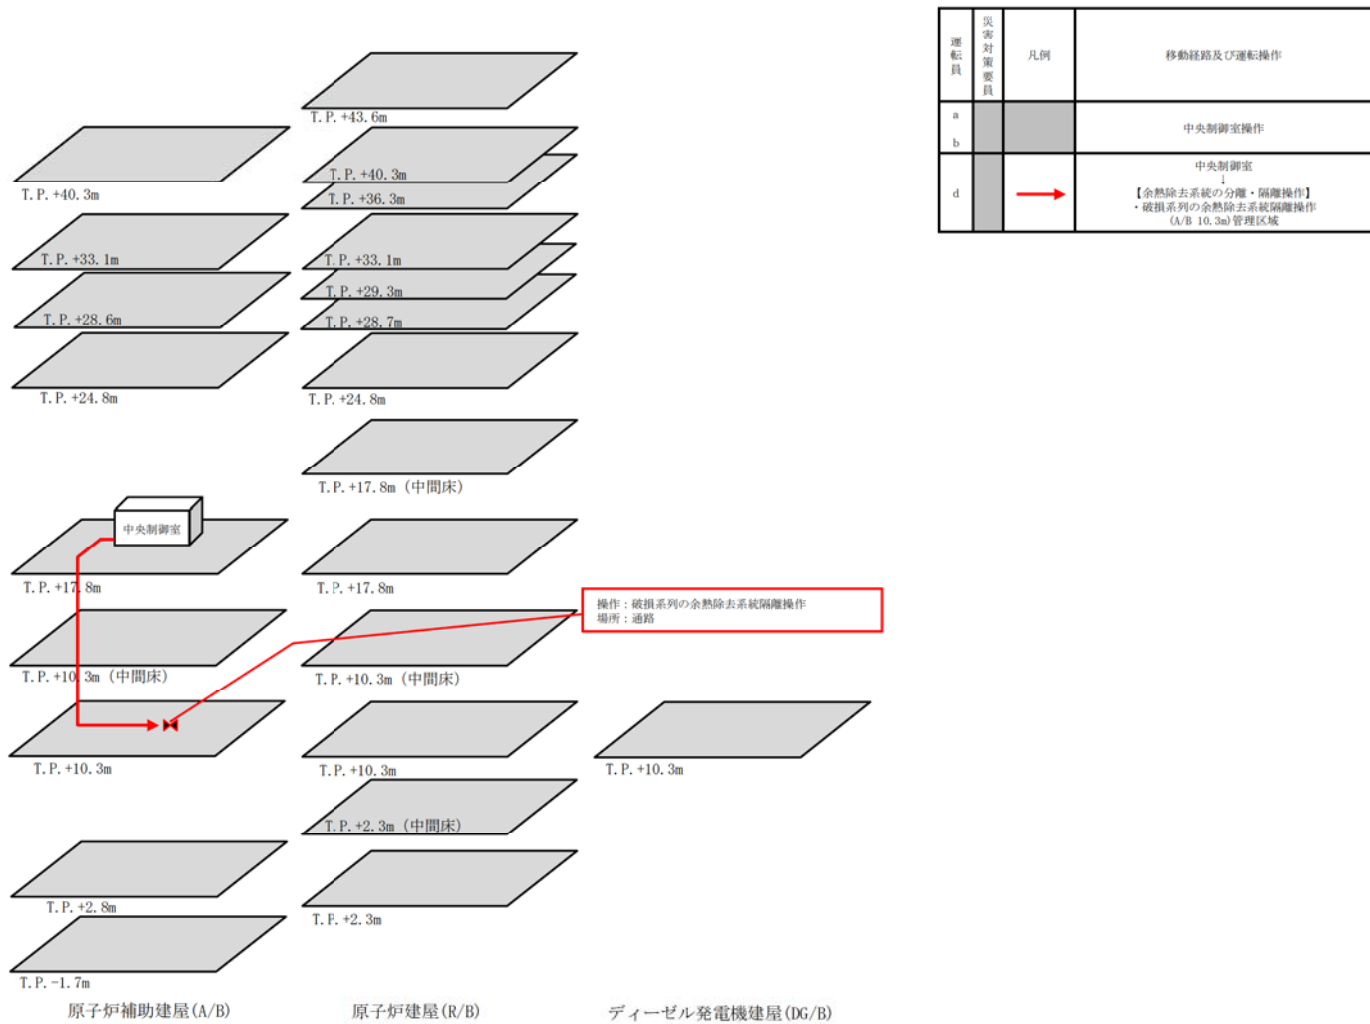 運転員
災害対策要員
凡例
移動経路及び運転操作
a
b
中央制御室操作
d
中央制御室
↓
【余熱除去系統の分離・隔離操作】
・破損系列の余熱除去系統隔離操作
(A/B 10.3m)管理区域
T.P.+40.3m
T.P.+33.1m
T.P.+28.6m
T.P.+24.8m
中央制御室
T.P.+17.8m
T.P.+10.3m(中間床)
T.P.+10.3m
T.P.+2.8m
T.P.-1.7m
原子炉補助建屋(A/B)
T.P.+43.6m
T.P.+40.3m
T.P.+36.3m
T.P.+33.1m
T.P.+29.3m
T.P.+28.7m
T.P.+24.8m
T.P.+17.8m(中間床)
T.P.+17.8m
T.P.+10.3m(中間床)
T.P.+10.3m
T.P.+2.3m(中間床)
T.P.+2.3m
原子炉建屋(R/B)
操作:破損系列の余熱除去系統隔離操作
場所:通路
T.P.+10.3m
ディーゼル発電機建屋(DG/B)